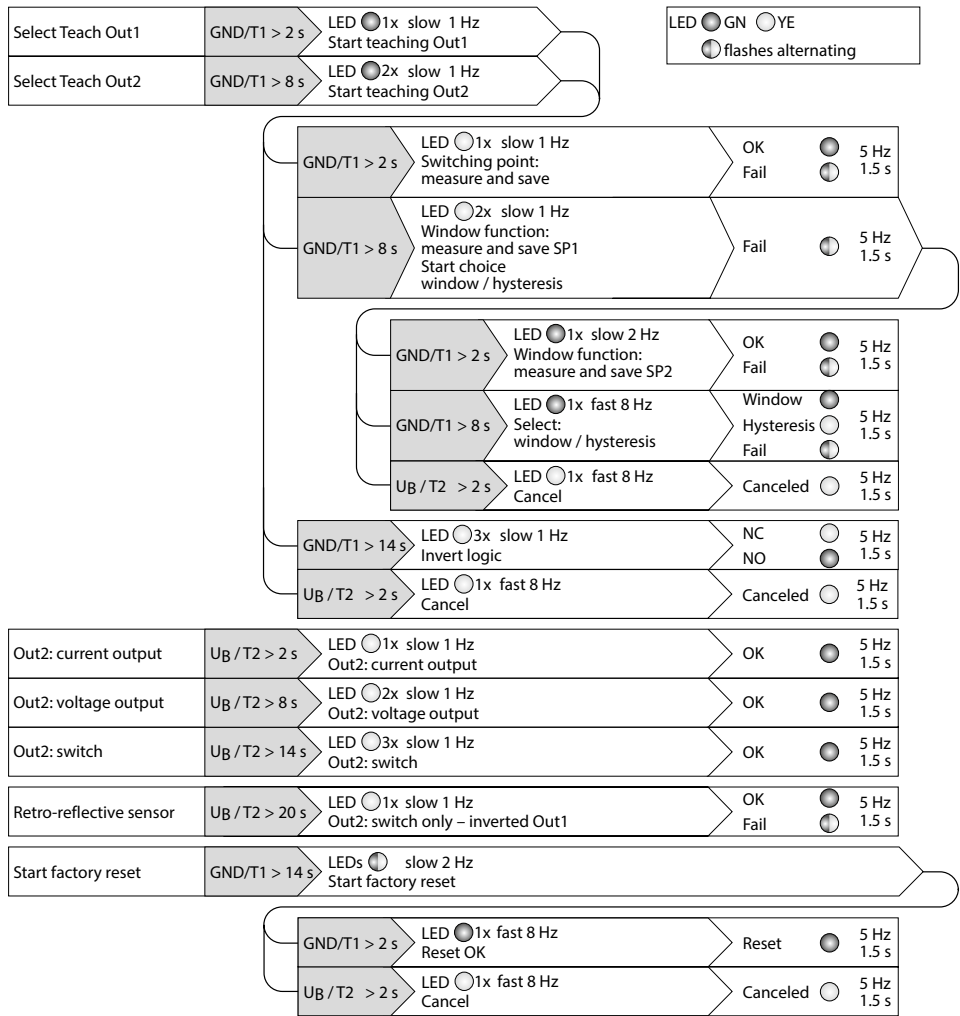 Select Teach Out1 GND/T1 > 2 s LED 1x slow 1 Hz
Start teaching Out1
LED GN YE
flashes alternating
Select Teach Out2 GND/T1 > 8 s LED 2x slow 1 Hz
Start teaching Out2
GND/T1 > 2 s LED 1x slow 1 Hz
Switching point:
measure and save
OK
Fail
5 Hz
1.5 s
GND/T1 > 8 s LED 2x slow 1 Hz
Window function:
measure and save SP1
Start choice
window / hysteresis
Fail
5 Hz
1.5 s
GND/T1 > 2 s LED 1x slow 2 Hz
Window function:
measure and save SP2
OK
Fail
5 Hz
1.5 s
GND/T1 > 8 s LED 1x fast 8 Hz
Select:
window / hysteresis
Window
Hysteresis
Fail
5 Hz
1.5 s
UB / T2 > 2 s LED 1x fast 8 Hz
Cancel
Canceled
5 Hz
1.5 s
GND/T1 > 14 s LED 3x slow 1 Hz
Invert logic
NC
NO
5 Hz
1.5 s
UB / T2 > 2 s LED 1x fast 8 Hz
Cancel
Canceled
5 Hz
1.5 s
Out2: current output UB / T2 > 2 s LED 1x slow 1 Hz
Out2: current output
OK
5 Hz
1.5 s
Out2: voltage output UB / T2 > 8 s LED 2x slow 1 Hz
Out2: voltage output
OK
5 Hz
1.5 s
Out2: switch UB / T2 > 14 s LED 3x slow 1 Hz
Out2: switch
OK
5 Hz
1.5 s
Retro-reflective sensor UB / T2 > 20 s LED 1x slow 1 Hz
Out2: switch only – inverted Out1
OK
Fail
5 Hz
1.5 s
Start factory reset GND/T1 > 14 s LEDs slow 2 Hz
Start factory reset
GND/T1 > 2 s LED 1x fast 8 Hz
Reset OK
Reset
5 Hz
1.5 s
UB / T2 > 2 s LED 1x fast 8 Hz
Cancel
Canceled
5 Hz
1.5 s